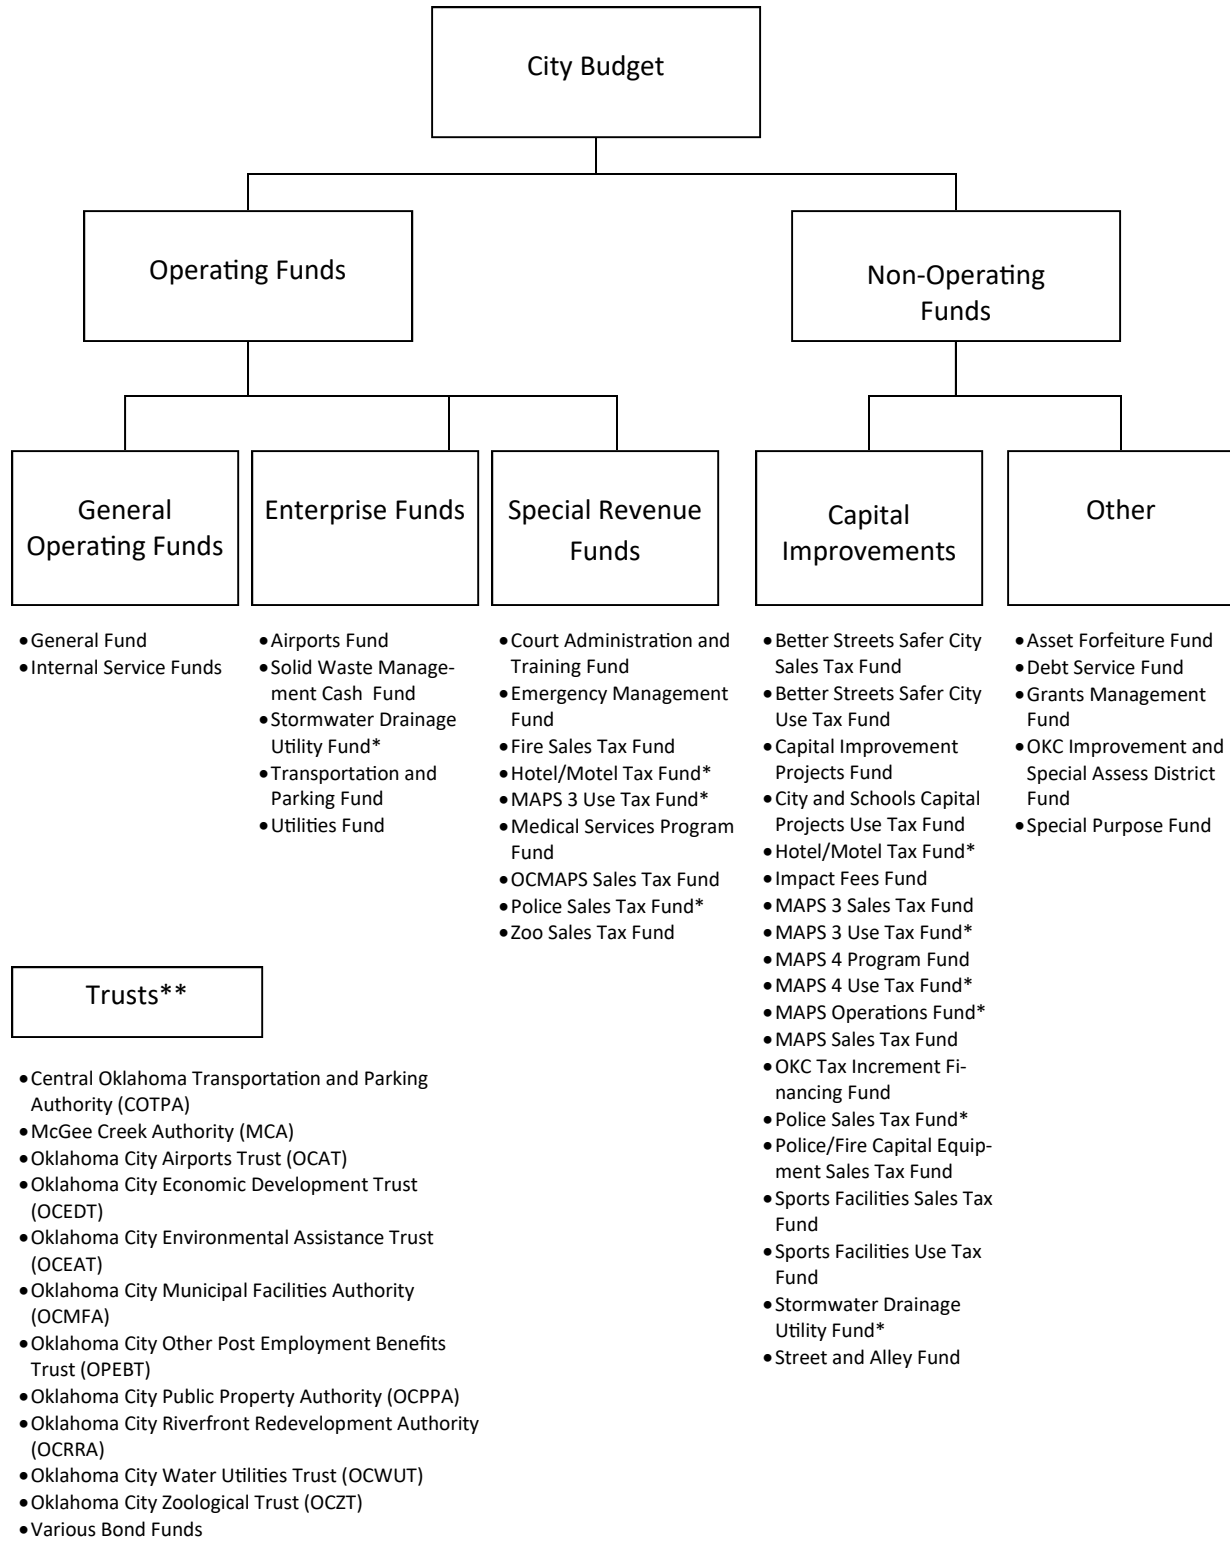 City Budget
Operating Funds
Non-Operating
Funds
General
Operating Funds
Enterprise Funds
Special Revenue
Funds
Capital
Improvements
Other
•General Fund
•Internal Service Funds
•Airports Fund
•Solid Waste Manage-
ment Cash Fund
•Stormwater Drainage
Utility Fund*
•Transportation and
Parking Fund
•Utilities Fund
•Court Administration and
Training Fund
•Emergency Management
Fund
•Fire Sales Tax Fund
•Hotel/Motel Tax Fund*
•MAPS 3 Use Tax Fund*
•Medical Services Program
Fund
•OCMAPS Sales Tax Fund
•Police Sales Tax Fund*
•Zoo Sales Tax Fund
•Better Streets Safer City
Sales Tax Fund
•Better Streets Safer City
Use Tax Fund
•Capital Improvement
Projects Fund
•City and Schools Capital
Projects Use Tax Fund
•Hotel/Motel Tax Fund*
•Impact Fees Fund
•MAPS 3 Sales Tax Fund
•MAPS 3 Use Tax Fund*
•MAPS 4 Program Fund
•MAPS 4 Use Tax Fund*
•MAPS Operations Fund*
•MAPS Sales Tax Fund
•OKC Tax Increment Fi-
nancing Fund
•Police Sales Tax Fund*
•Police/Fire Capital Equip-
ment Sales Tax Fund
•Sports Facilities Sales Tax
Fund
•Sports Facilities Use Tax
Fund
•Stormwater Drainage
Utility Fund*
•Street and Alley Fund
•Asset Forfeiture Fund
•Debt Service Fund
•Grants Management
Fund
•OKC Improvement and
Special Assess District
Fund
•Special Purpose Fund
Trusts**
•Central Oklahoma Transportation and Parking
Authority (COTPA)
•McGee Creek Authority (MCA)
•Oklahoma City Airports Trust (OCAT)
•Oklahoma City Economic Development Trust
(OCEDT)
•Oklahoma City Environmental Assistance Trust
(OCEAT)
•Oklahoma City Municipal Facilities Authority
(OCMFA)
•Oklahoma City Other Post Employment Benefits
Trust (OPEBT)
•Oklahoma City Public Property Authority (OCPPA)
•Oklahoma City Riverfront Redevelopment Authority
(OCRRA)
•Oklahoma City Water Utilities Trust (OCWUT)
•Oklahoma City Zoological Trust (OCZT)
•Various Bond Funds